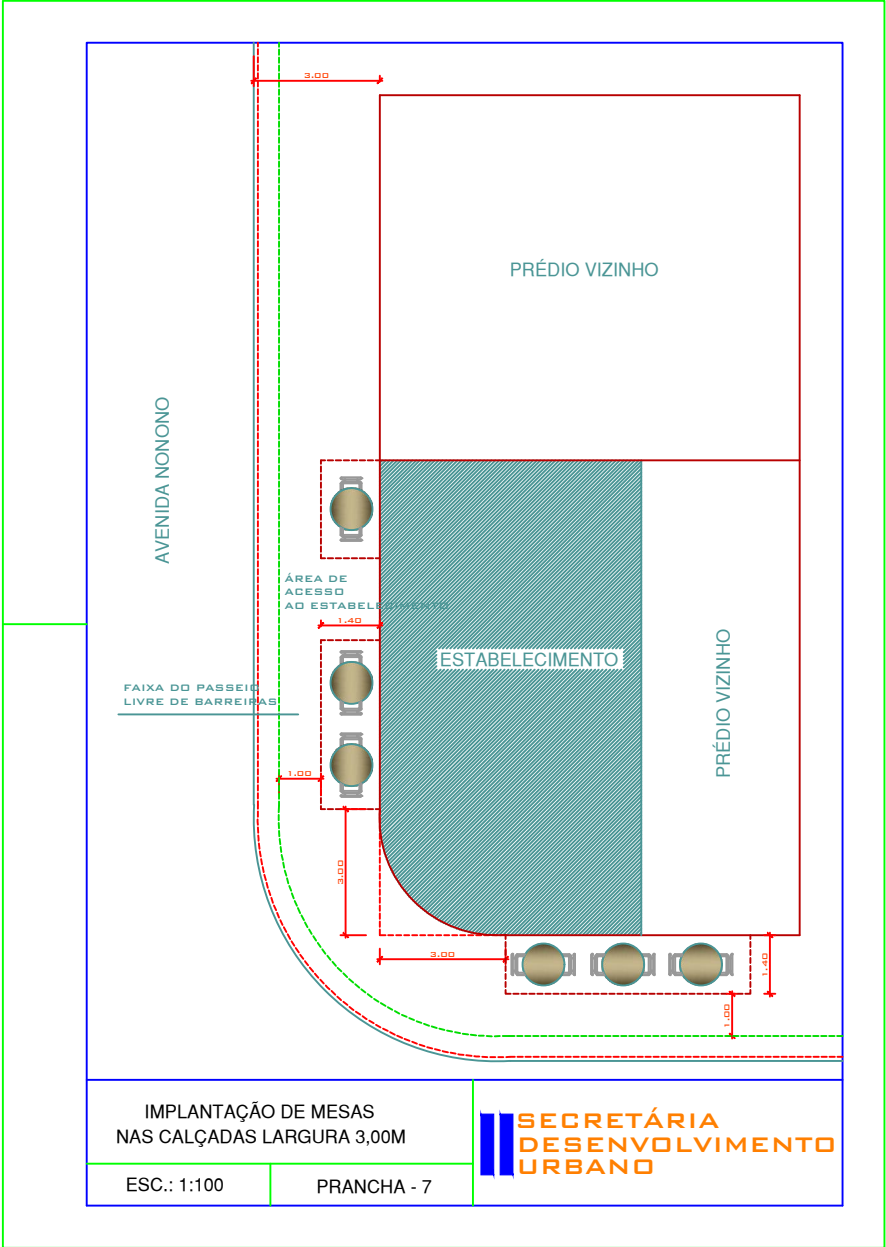 3.00
PRÉDIO VIZINHO
AVENIDA NONONO
ÁREA DE
ACESSO
AO ESTABELECIMENTO
1.40
ESTABELECIMENTO
PRÉDIO VIZINHO
FAIXA DO PASSEIO
LIVRE DE BARREIRAS
1.00
3.00
3.00
1.40
1.00
IMPLANTAÇÃO DE MESAS
NAS CALÇADAS LARGURA 3,00M
ESC.: 1:100
PRANCHA - 7
SECRETÁRIA
DESENVOLVIMENTO
URBANO